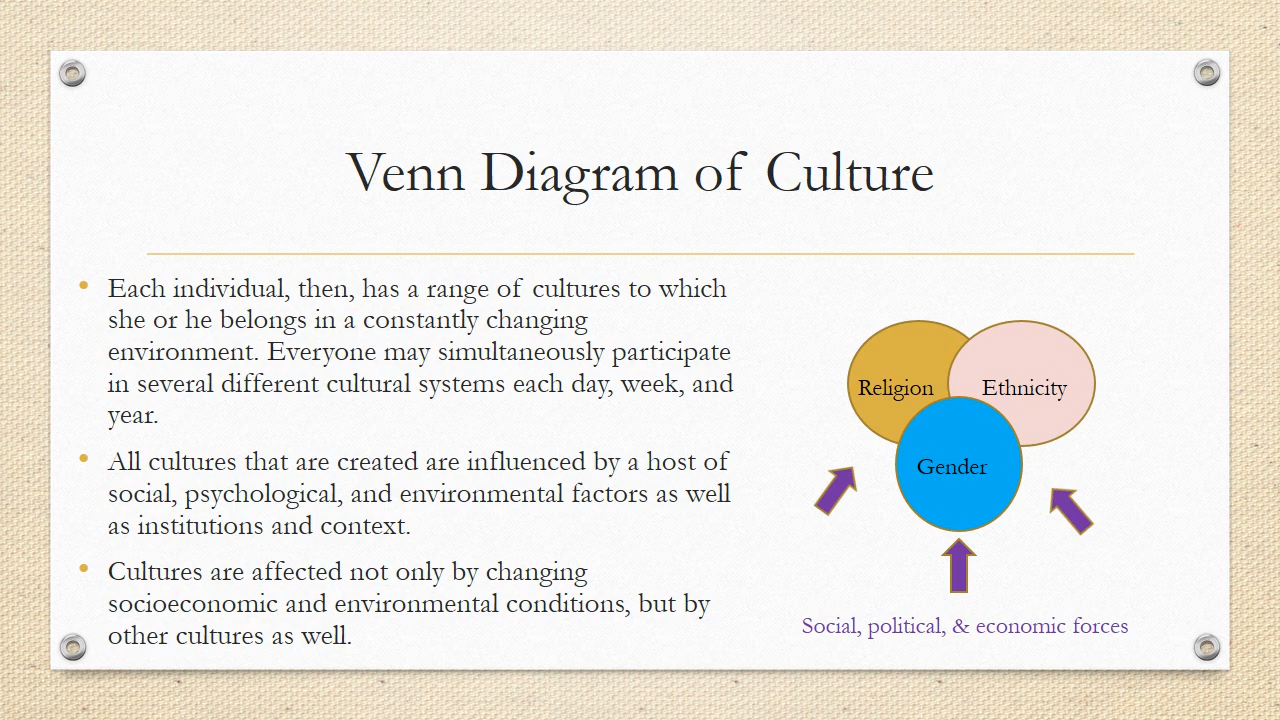 Venn Diagram of Culture
• Each individual, then, has a range of cultures to which
she or he belongs in a constantly changing
environment. Everyone may simultaneously participate
in several different cultural systems each day, week, and
year.
• All cultures that are created are influenced by a host of
social, psychological, and environmental factors as well
as institutions and context.
• Cultures are affected not only by changing
socioeconomic and environmental conditions, but by
other cultures as well.
Religion
Ethnicity
Gender
Social, political, & economic forces